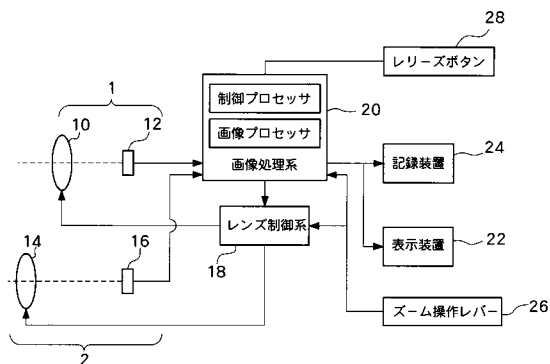 28
レリーズボタン
1
10
12
制御プロセッサ
画像プロセッサ
画像処理系
20
24
記録装置
14
16
レンズ制御系
18
表示装置
22
2
ズーム操作レバー
26